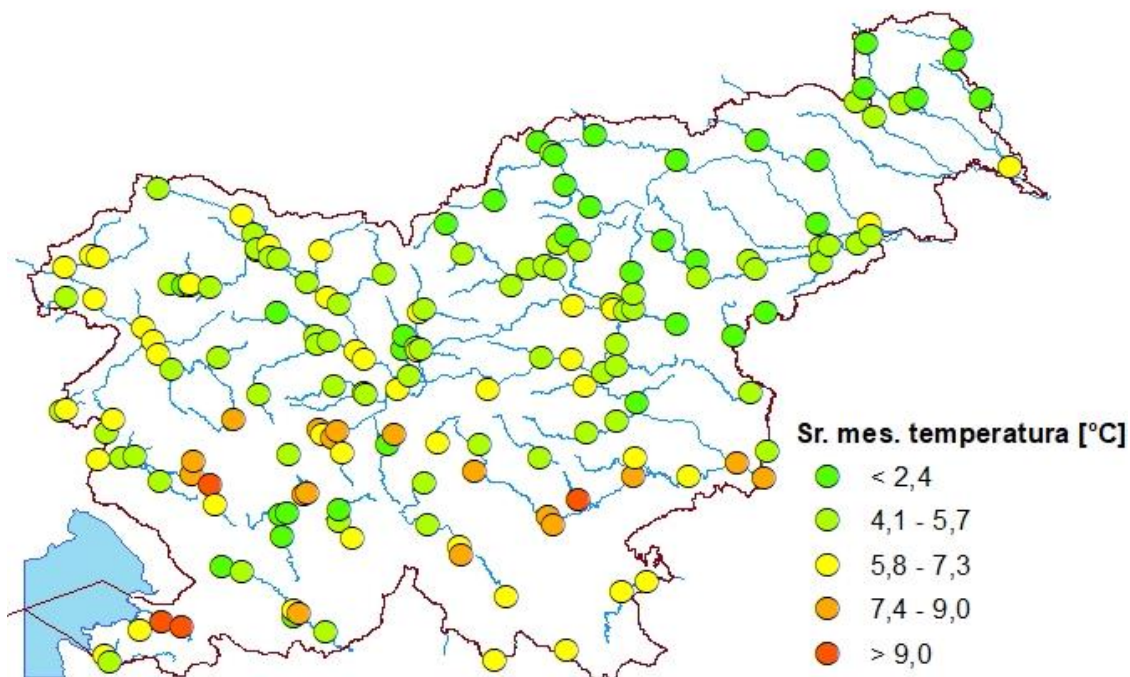 Sr. mes. temperatura [°C]
< 2,4
4,1 - 5,7
5,8 - 7,3
7,4 - 9,0
> 9,0